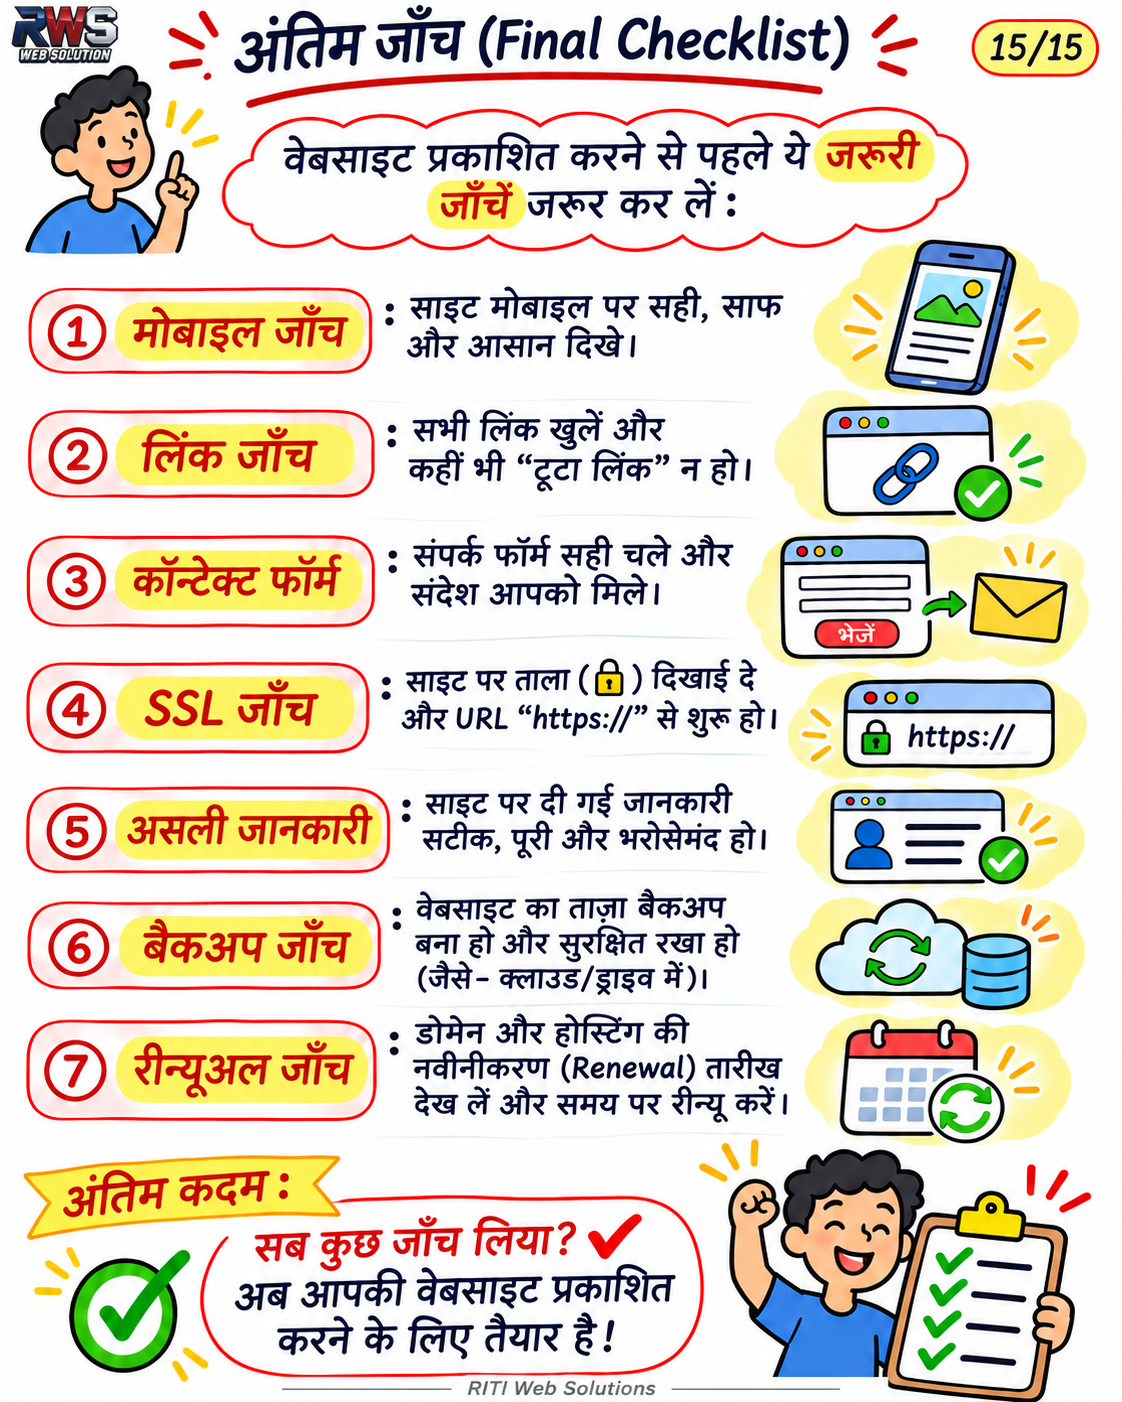 RWS
WEB SOLUTION
अंतिम जाँच (Final Checklist)
15/15
वेबसाइट प्रकाशित करने से पहले ये जरूरी
जाँचें जरूर कर लें :
1 मोबाइल जाँच
: साइट मोबाइल पर सही, साफ
और आसान दिखे।
2 लिंक जाँच
: सभी लिंक खुलें और
कहीं भी “टूटा लिंक” न हो।
3 कॉन्टेक्ट फॉर्म
: संपर्क फॉर्म सही चले और
संदेश आपको मिले।
भेजें
4 SSL जाँच
: साइट पर ताला (🔒) दिखाई दे
और URL “https://” से शुरू हो।
https://
5 असली जानकारी
: साइट पर दी गई जानकारी
सटीक, पूरी और भरोसेमंद हो।
6 बैकअप जाँच
: वेबसाइट का ताज़ा बैकअप
बना हो और सुरक्षित रखा हो
(जैसे- क्लाउड/ड्राइव में)।
7 रीन्यूअल जाँच
: डोमेन और होस्टिंग की
नवीनीकरण (Renewal) तारीख
देख लें और समय पर रीन्यू करें।
अंतिम कदम :
सब कुछ जाँच लिया? ✔
अब आपकी वेबसाइट प्रकाशित
करने के लिए तैयार है!
RITI Web Solutions